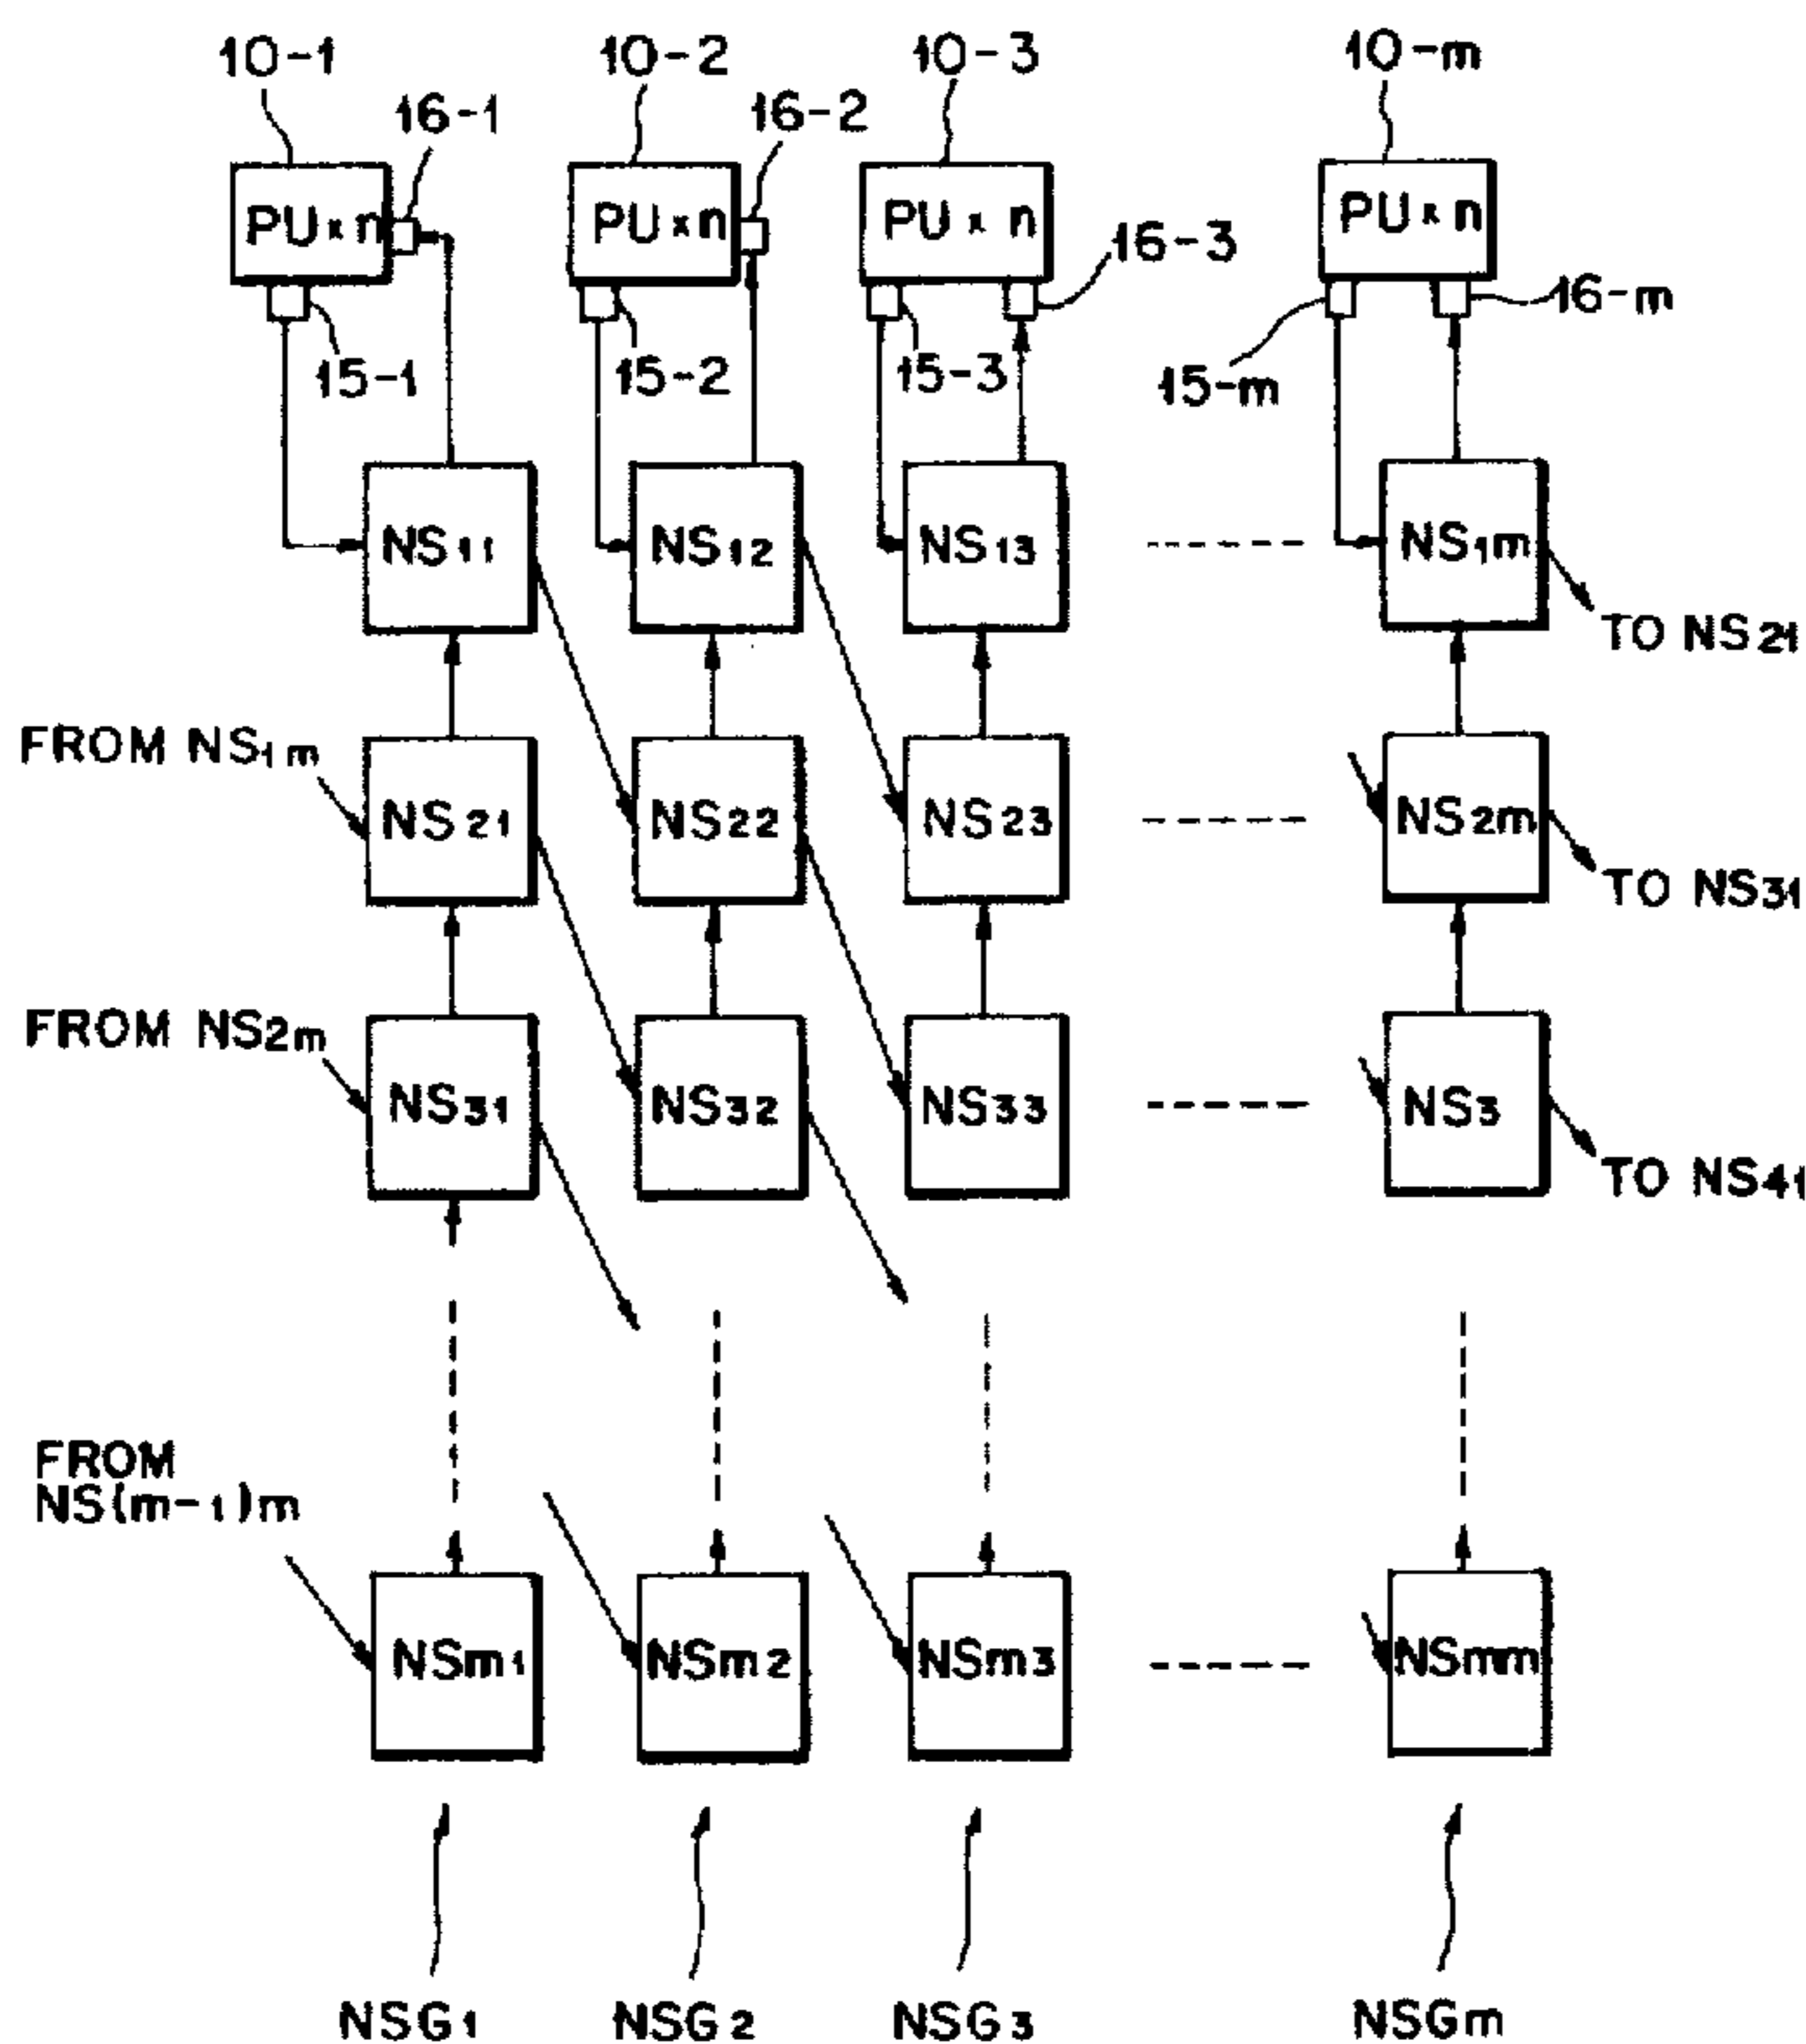 10-1
10-2
10-3
10-m
16-1
16-2
PU×n
PU×n
PU×n
PU×n
16-3
16-m
15-1
15-2
15-3
15-m
NS11
NS12
NS13
NS1m
TO NS21
FROM NS1m
NS21
NS22
NS23
NS2m
TO NS31
FROM NS2m
NS31
NS32
NS33
NS3
TO NS41
FROM
NS(m-1)m
NSm1
NSm2
NSm3
NSmm
NSG1
NSG2
NSG3
NSGm